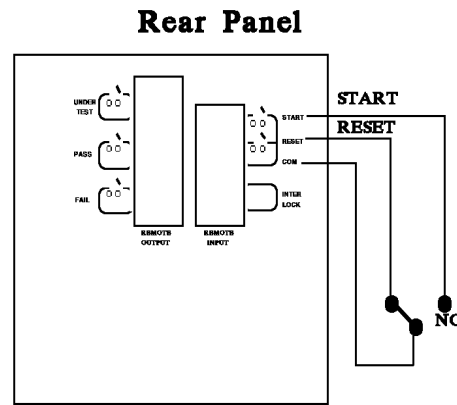 Rear Panel
START
RESET
UNDER
TEST
PASS
FAIL
START
RESET
COM
INTER
LOCK
REMOTE
OUTPUT
REMOTE
INPUT